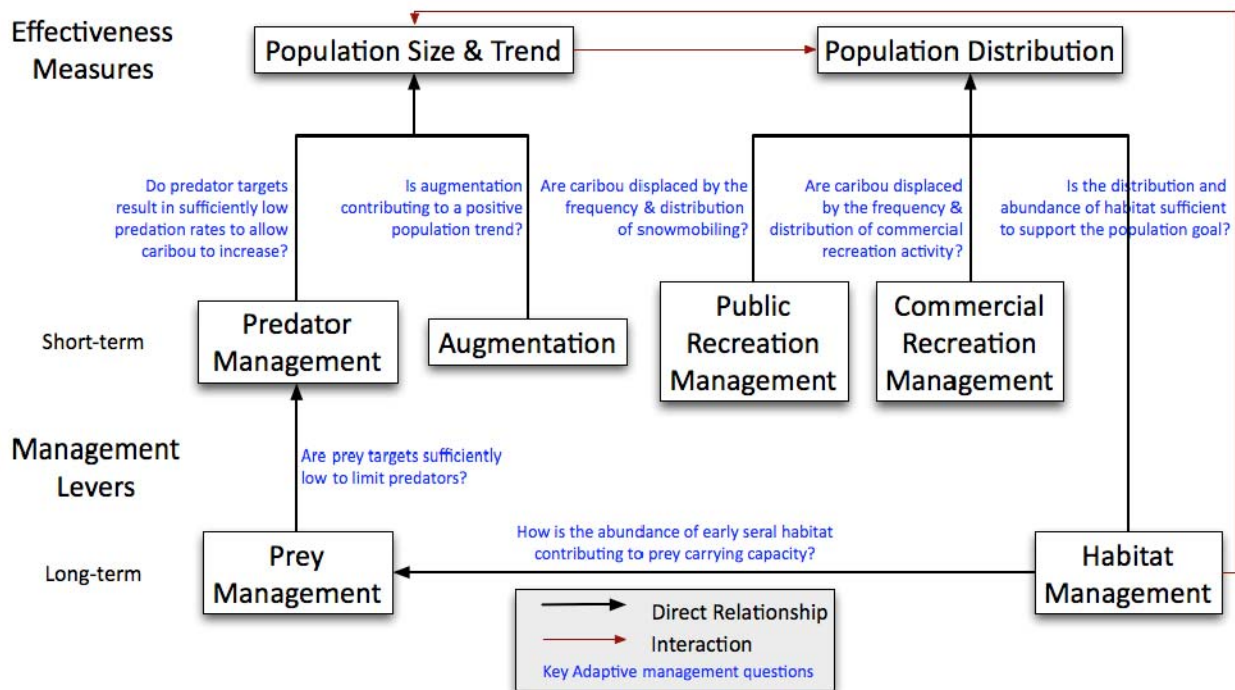 Effectiveness
Measures
Population Size & Trend
Population Distribution
Do predator targets
result in sufficiently low
predation rates to allow
caribou to increase?
Is augmentation
contributing to a positive
population trend?
Are caribou displaced by the
frequency & distribution
of snowmobiling?
Are caribou displaced
by the frequency &
distribution of commercial
recreation activity?
Is the distribution and
abundance of habitat sufficient
to support the population goal?
Short-term
Predator
Management
Augmentation
Public
Recreation
Management
Commercial
Recreation
Management
Management
Levers
Are prey targets sufficiently
low to limit predators?
How is the abundance of early seral habitat
contributing to prey carrying capacity?
Long-term
Prey
Management
Habitat
Management
Direct Relationship
Interaction
Key Adaptive management questions